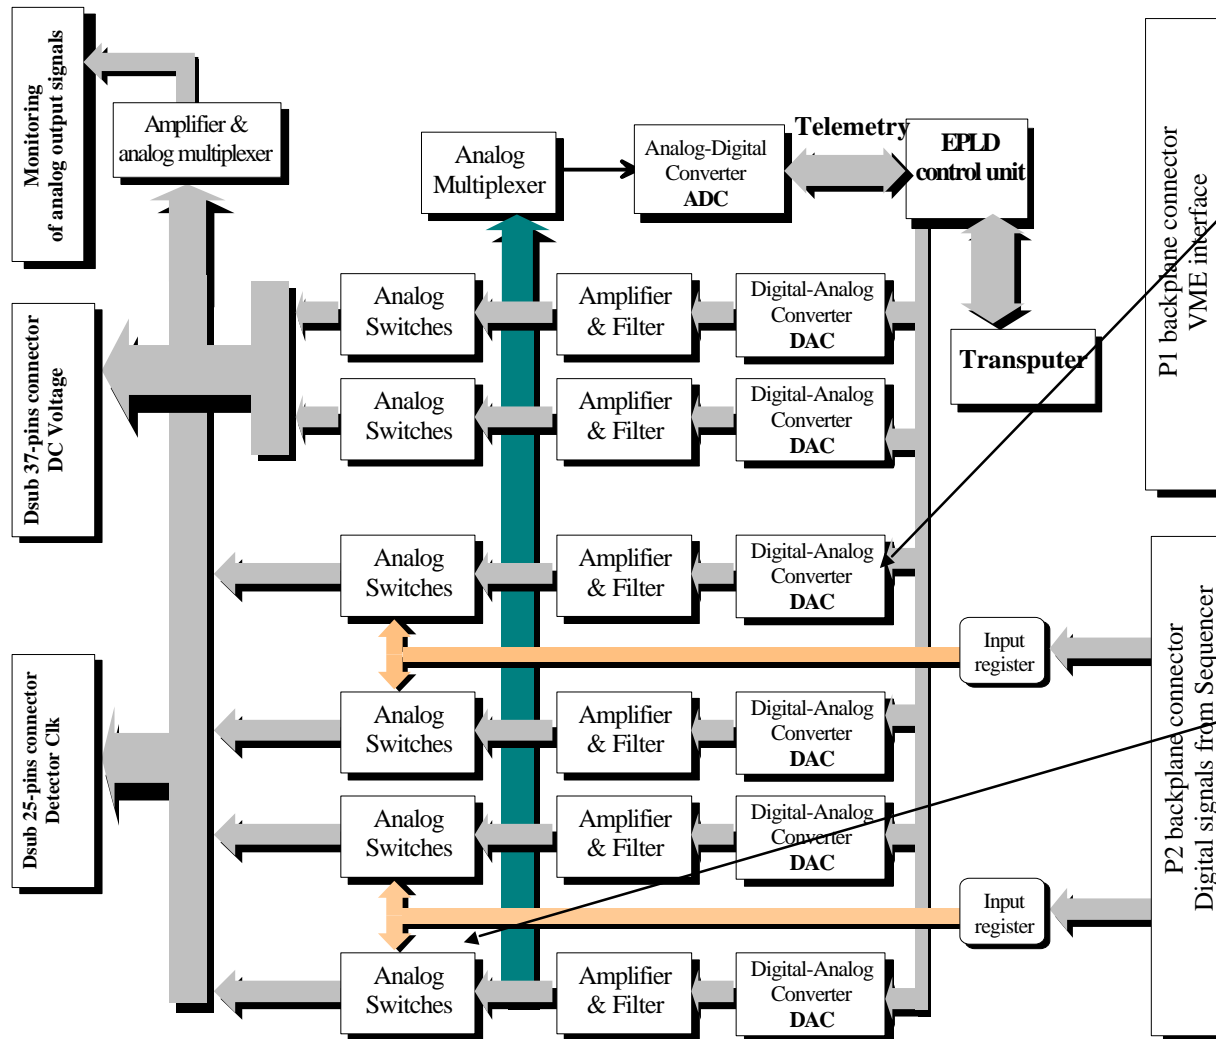 Monitoring
of analog output signals
Amplifier &
analog multiplexer
Analog
Multiplexer
Analog-Digital
Converter
ADC
Telemetry
EPLD
control unit
P1 backplane connector
VME interface
Dsub 37-pins connector
DC Voltage
Analog
Switches
Amplifier
& Filter
Digital-Analog
Converter
DAC
Transputer
Analog
Switches
Amplifier
& Filter
Digital-Analog
Converter
DAC
Analog
Switches
Amplifier
& Filter
Digital-Analog
Converter
DAC
Input
register
P2 backplane connector
Digital signals from Sequencer
Dsub 25-pins connector
Detector Clk
Analog
Switches
Amplifier
& Filter
Digital-Analog
Converter
DAC
Analog
Switches
Amplifier
& Filter
Digital-Analog
Converter
DAC
Input
register
Analog
Switches
Amplifier
& Filter
Digital-Analog
Converter
DAC